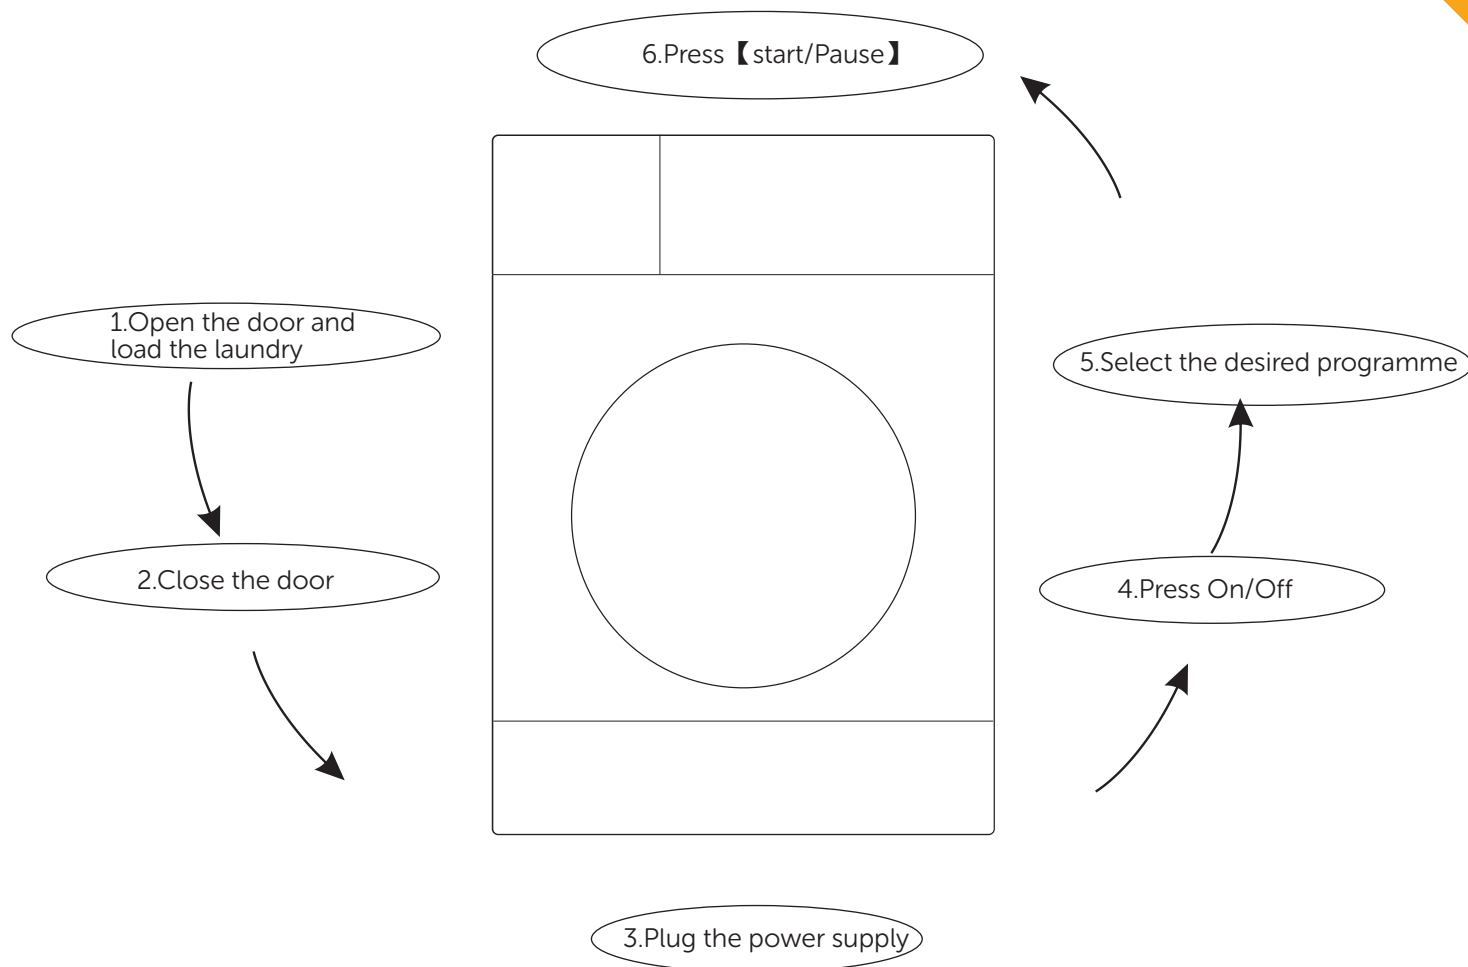 6.Press【start/Pause】
1.Open the door and
load the laundry
5.Select the desired programme
2.Close the door
4.Press On/Off
3.Plug the power supply